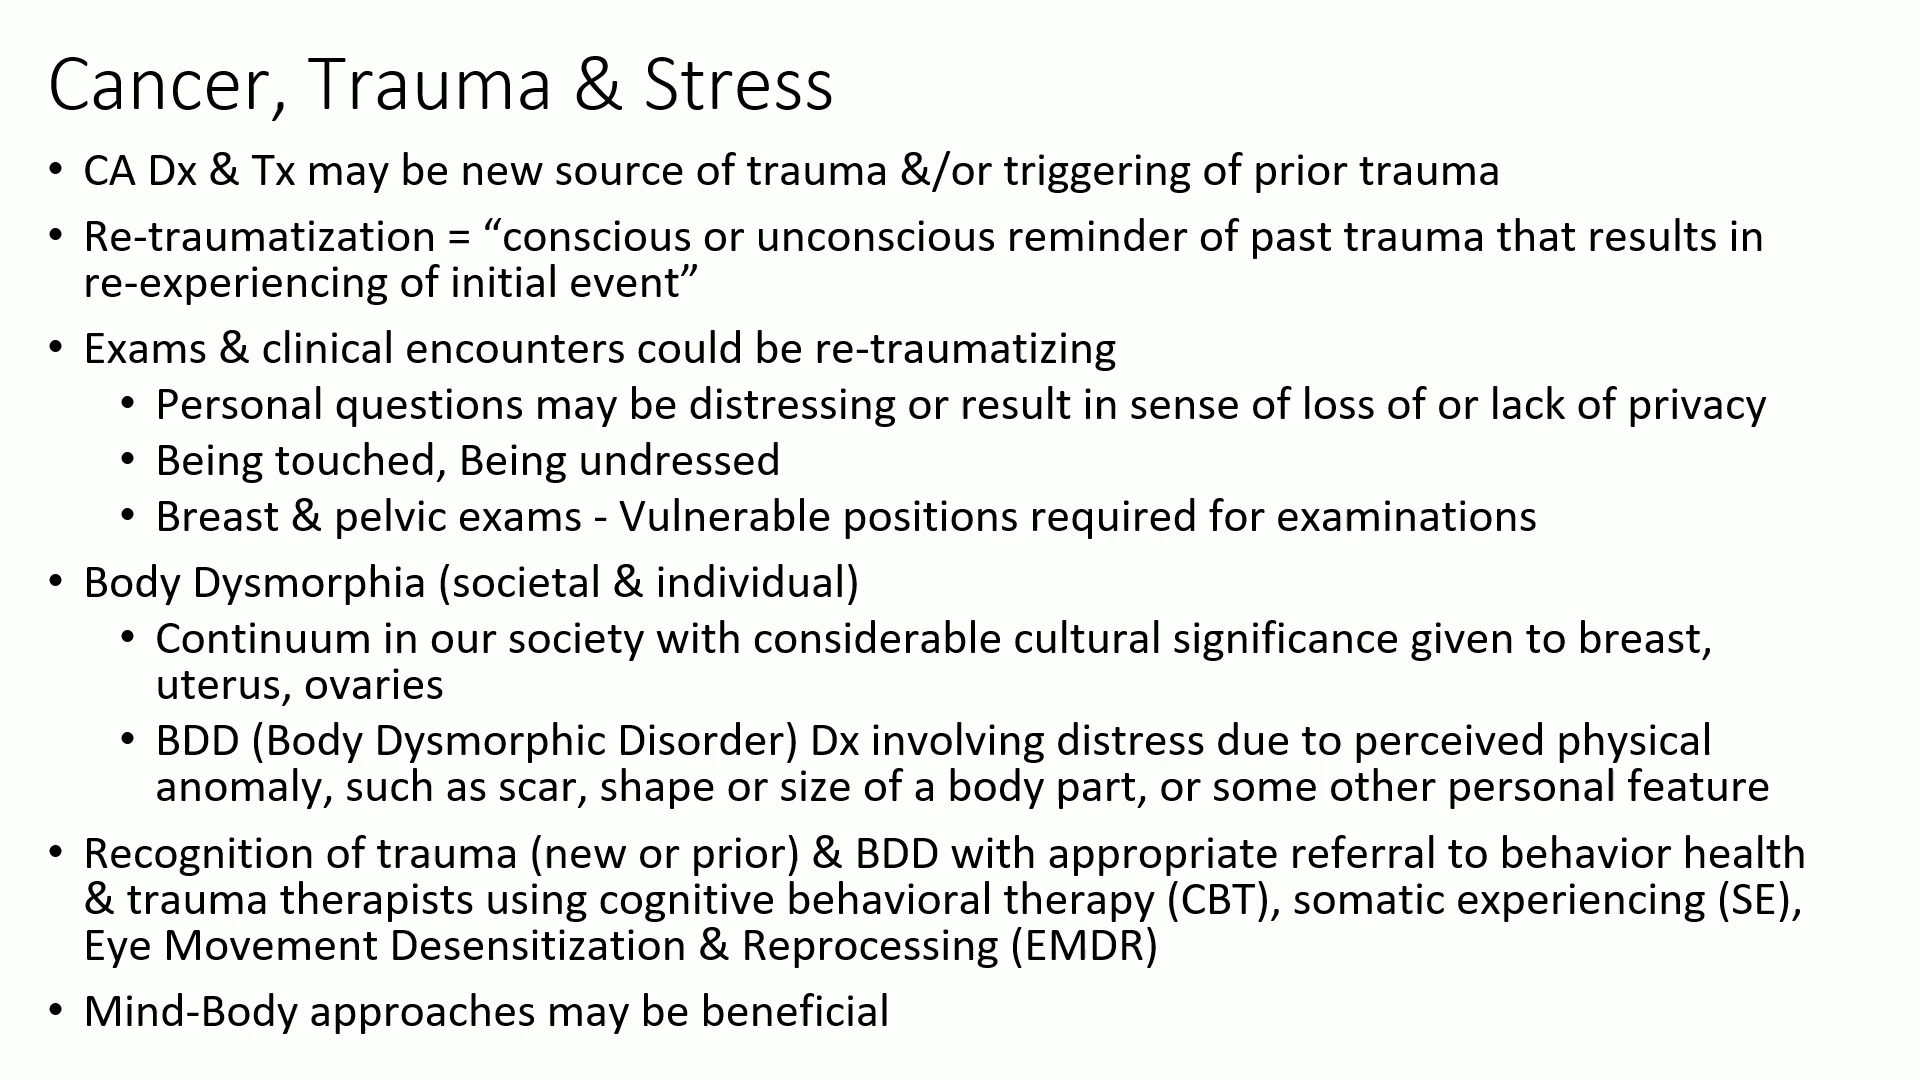 Cancer, Trauma & Stress
• CA Dx & Tx may be new source of trauma &/or triggering of prior trauma
• Re-traumatization = “conscious or unconscious reminder of past trauma that results in
re-experiencing of initial event”
• Exams & clinical encounters could be re-traumatizing
• Personal questions may be distressing or result in sense of loss of or lack of privacy
• Being touched, Being undressed
• Breast & pelvic exams - Vulnerable positions required for examinations
• Body Dysmorphia (societal & individual)
• Continuum in our society with considerable cultural significance given to breast,
uterus, ovaries
• BDD (Body Dysmorphic Disorder) Dx involving distress due to perceived physical
anomaly, such as scar, shape or size of a body part, or some other personal feature
• Recognition of trauma (new or prior) & BDD with appropriate referral to behavior health
& trauma therapists using cognitive behavioral therapy (CBT), somatic experiencing (SE),
Eye Movement Desensitization & Reprocessing (EMDR)
• Mind-Body approaches may be beneficial